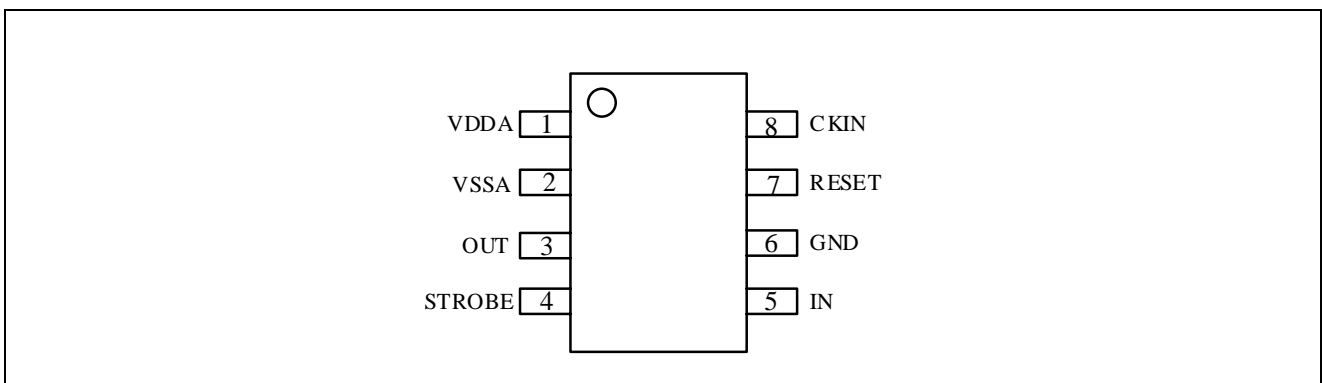 VDDA 1 8 CKIN
VSSA 2 7 RESET
OUT 3 6 GND
STROBE 4 5 IN